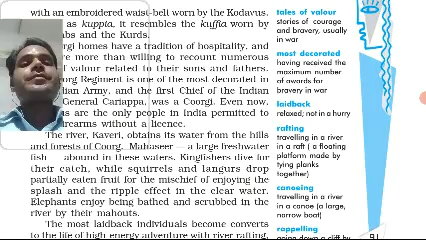 with an embroidered waist-belt worn by the Kodavus.
as kuppia, it resembles the kuffia worn by
and the Kurds.
homes have a tradition of hospitality, and
more than willing to recount numerous
valour related to their sons and fathers.
Regiment is one of the most decorated in
Army, and the first Chief of the Indian
General Cariappa, was a Coorgi. Even now,
are the only people in India permitted to
firearms without a licence.
The river, Kaveri, obtains its water from the hills
and forests of Coorg. Mahaseer — a large freshwater
fish — abound in these waters. Kingfishers dive for
their catch, while squirrels and langurs drop
partially eaten fruit for the mischief of enjoying the
splash and the ripple effect in the clear water.
Elephants enjoy being bathed and scrubbed in the
river by their mahouts.
The most laidback individuals become converts
to the life of high-energy adventure with river rafting,
tales of valour
stories of courage
and bravery, usually
in war
most decorated
having received the
maximum number
of awards for
bravery in war
laidback
relaxed; not in a hurry
rafting
travelling in a river
in a raft ( a floating
platform made by
tying planks
together)
canoeing
travelling in a river
in a canoe (a large,
narrow boat)
rappelling
going down a cliff by